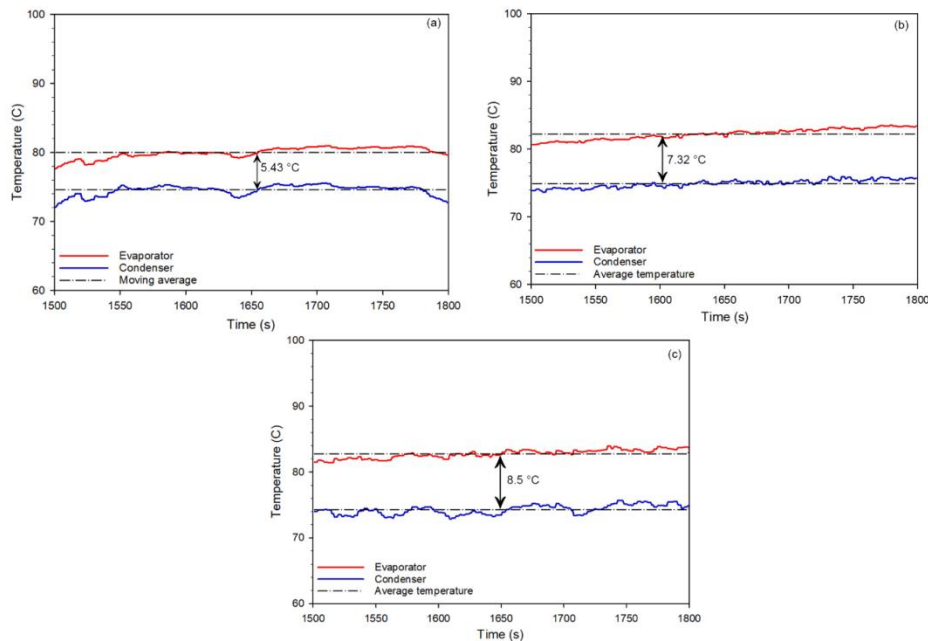 (a)
100
90
80
70
60
Temperature (C)
5.43 °C
Evaporator
Condenser
Moving average
1500 1550 1600 1650 1700 1750 1800
Time (s)
(b)
100
90
80
70
60
Temperature (C)
7.32 °C
Evaporator
Condenser
Average temperature
1500 1550 1600 1650 1700 1750 1800
Time (s)
(c)
100
90
80
70
60
Temperature (C)
8.5 °C
Evaporator
Condenser
Average temperature
1500 1550 1600 1650 1700 1750 1800
Time (s)